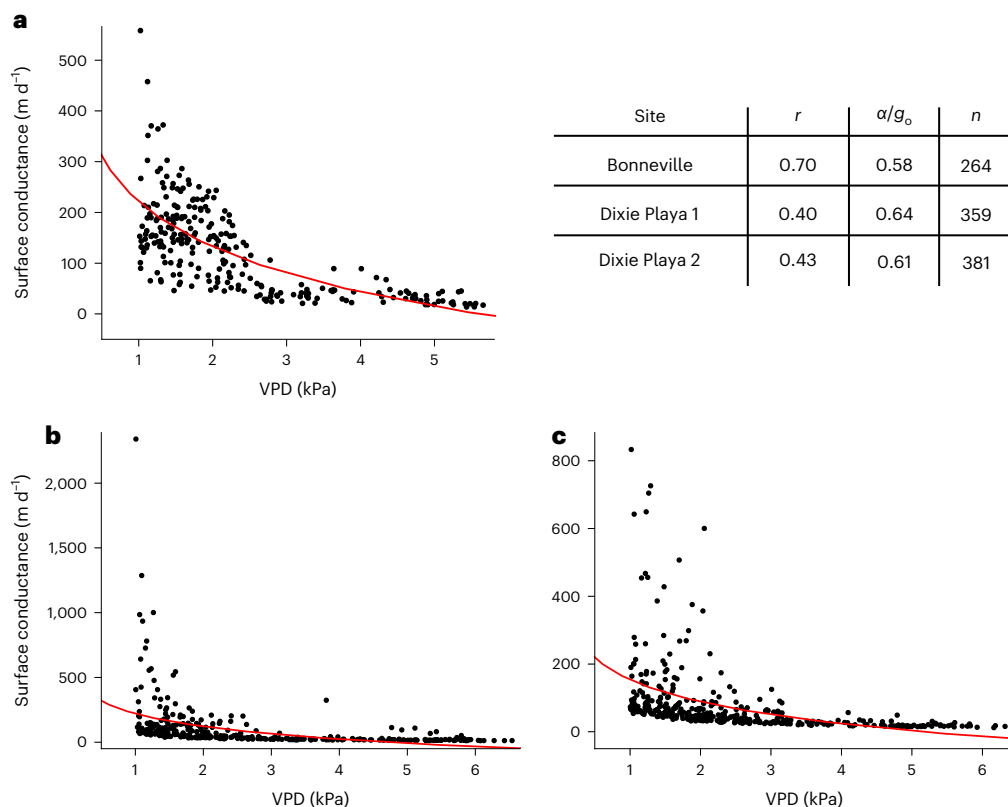 a
Surface conductance (m d⁻¹)
500
400
300
200
100
0
1 2 3 4 5
VPD (kPa)
Site r α/gₒ n
Bonneville 0.70 0.58 264
Dixie Playa 1 0.40 0.64 359
Dixie Playa 2 0.43 0.61 381
b
Surface conductance (m d⁻¹)
2,000
1,500
1,000
500
0
1 2 3 4 5 6
VPD (kPa)
c
800
600
400
200
0
1 2 3 4 5 6
VPD (kPa)